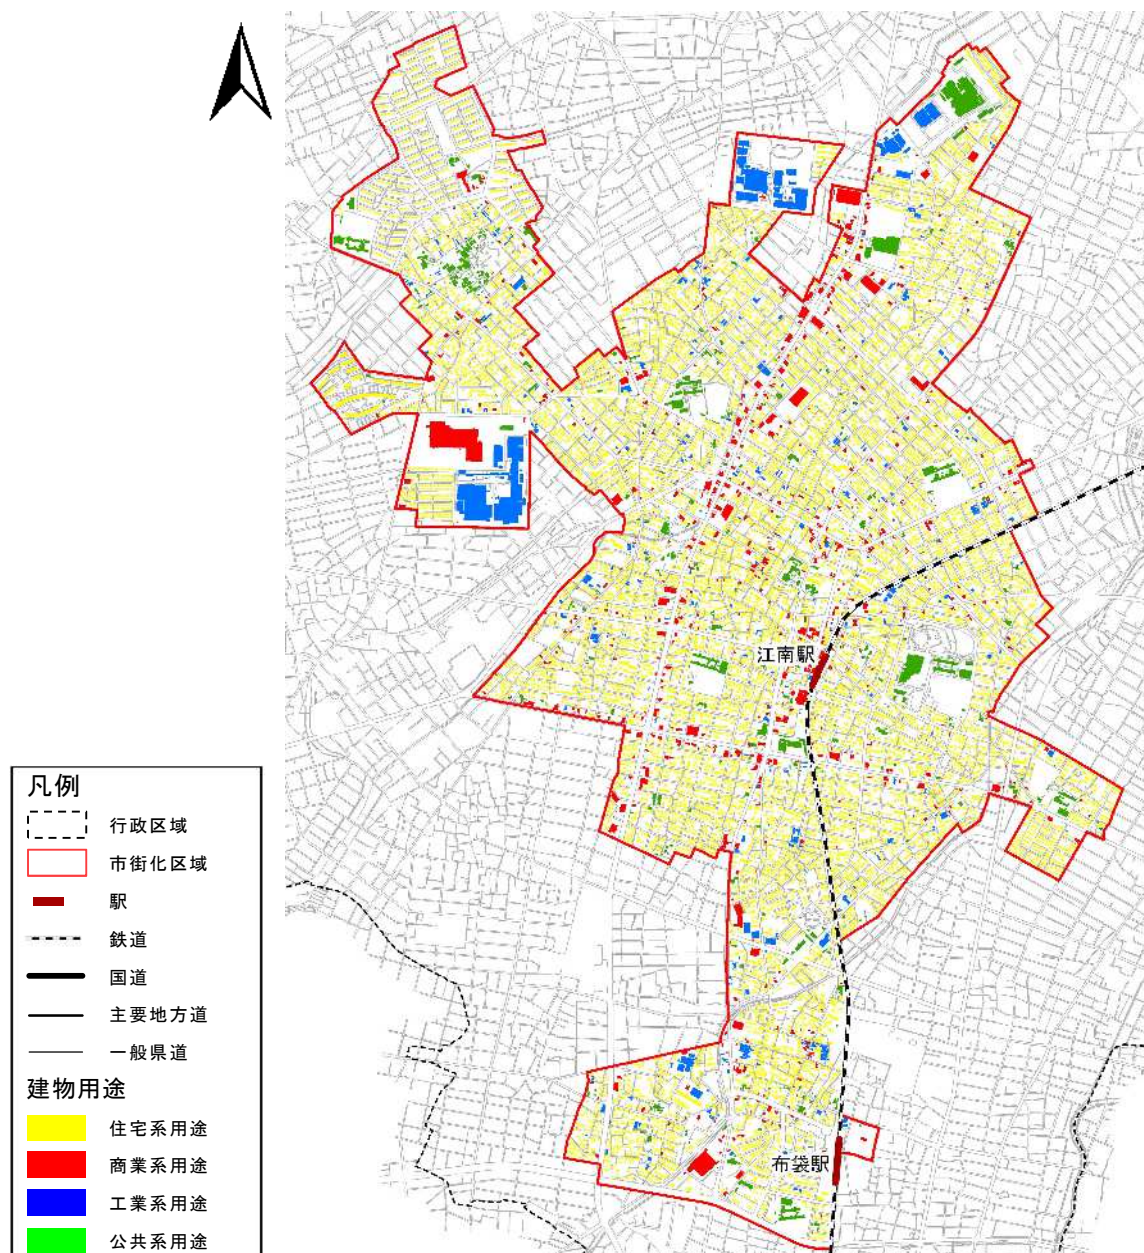 江南駅
布袋駅
凡例
行政区域
市街化区域
駅
鉄道
国道
主要地方道
一般県道
建物用途
住宅系用途
商業系用途
工業系用途
公共系用途